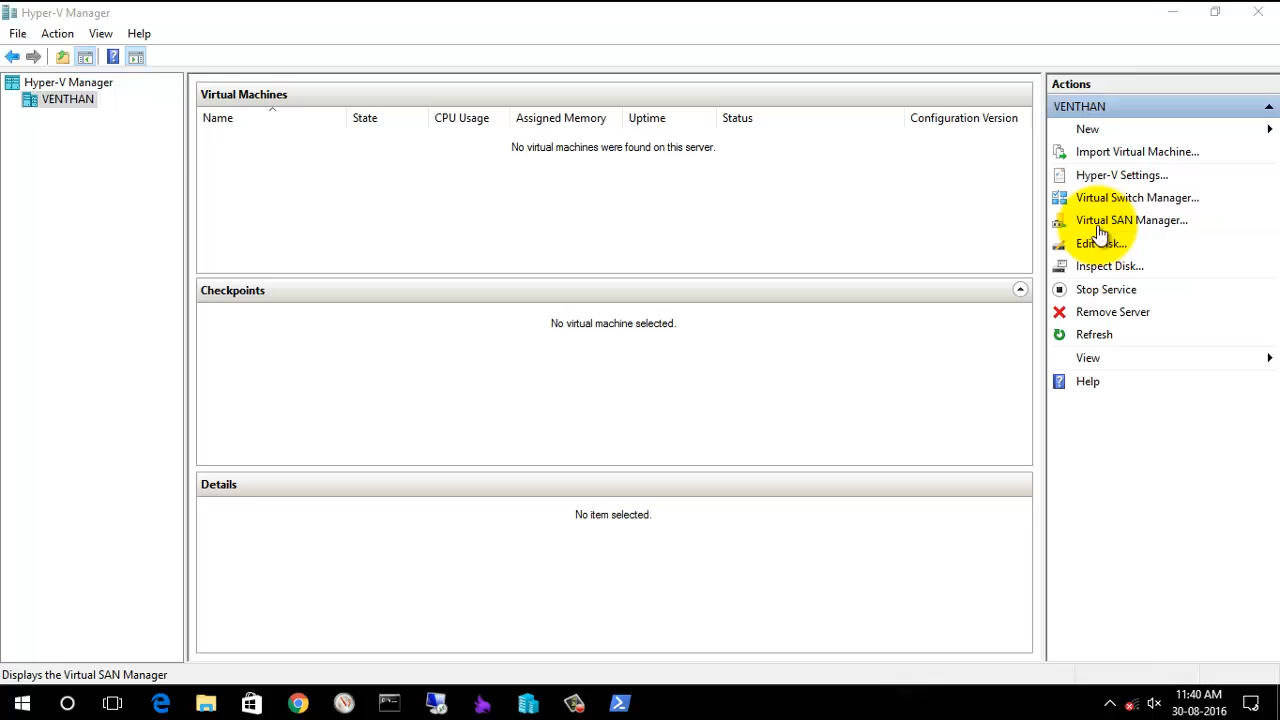 Hyper-V Manager
File Action View Help
Hyper-V Manager
VENTHAN
Virtual Machines
Name State CPU Usage Assigned Memory Uptime Status Configuration Version
No virtual machines were found on this server.
Checkpoints
No virtual machine selected.
Details
No item selected.
Actions
VENTHAN
New
Import Virtual Machine...
Hyper-V Settings...
Virtual Switch Manager...
Virtual SAN Manager...
Edit Disk...
Inspect Disk...
Stop Service
Remove Server
Refresh
View
Help
Displays the Virtual SAN Manager
11:40 AM
30-08-2016